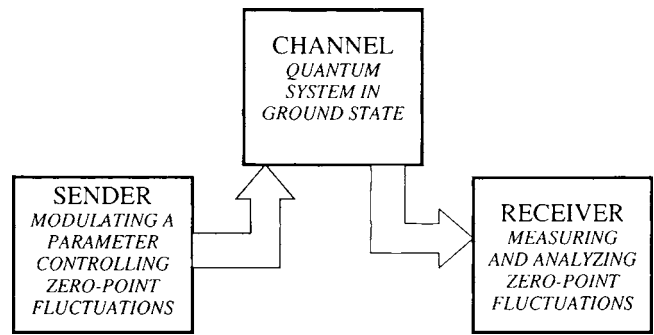 CHANNEL
QUANTUM
SYSTEM IN
GROUND STATE
SENDER
MODULATING A
PARAMETER
CONTROLLING
ZERO-POINT
FLUCTUATIONS
RECEIVER
MEASURING
AND ANALYZING
ZERO-POINT
FLUCTUATIONS